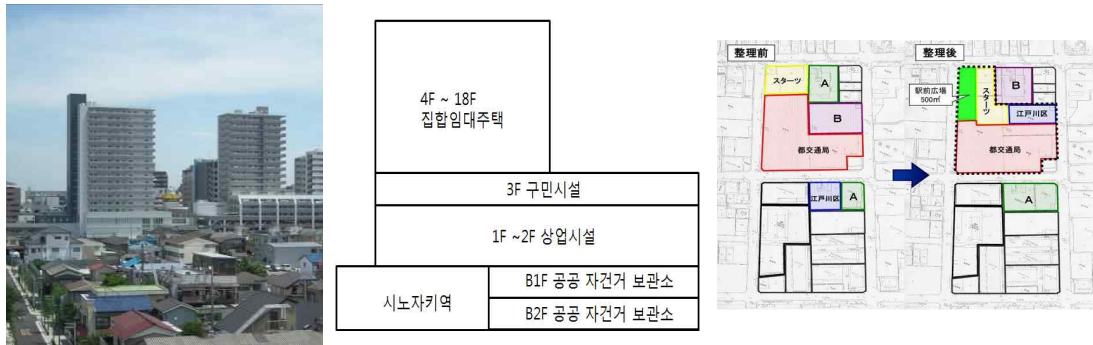 4F ~ 18F
집합임대주택
3F 구민시설
1F ~2F 상업시설
시노자키역
B1F 공공 자건거 보관소
B2F 공공 자건거 보관소
整理前
スターツ
A
B
都交通局
江戸川区
A
整理後
駅前広場
500㎡
スターツ
B
江戸川区
都交通局
A